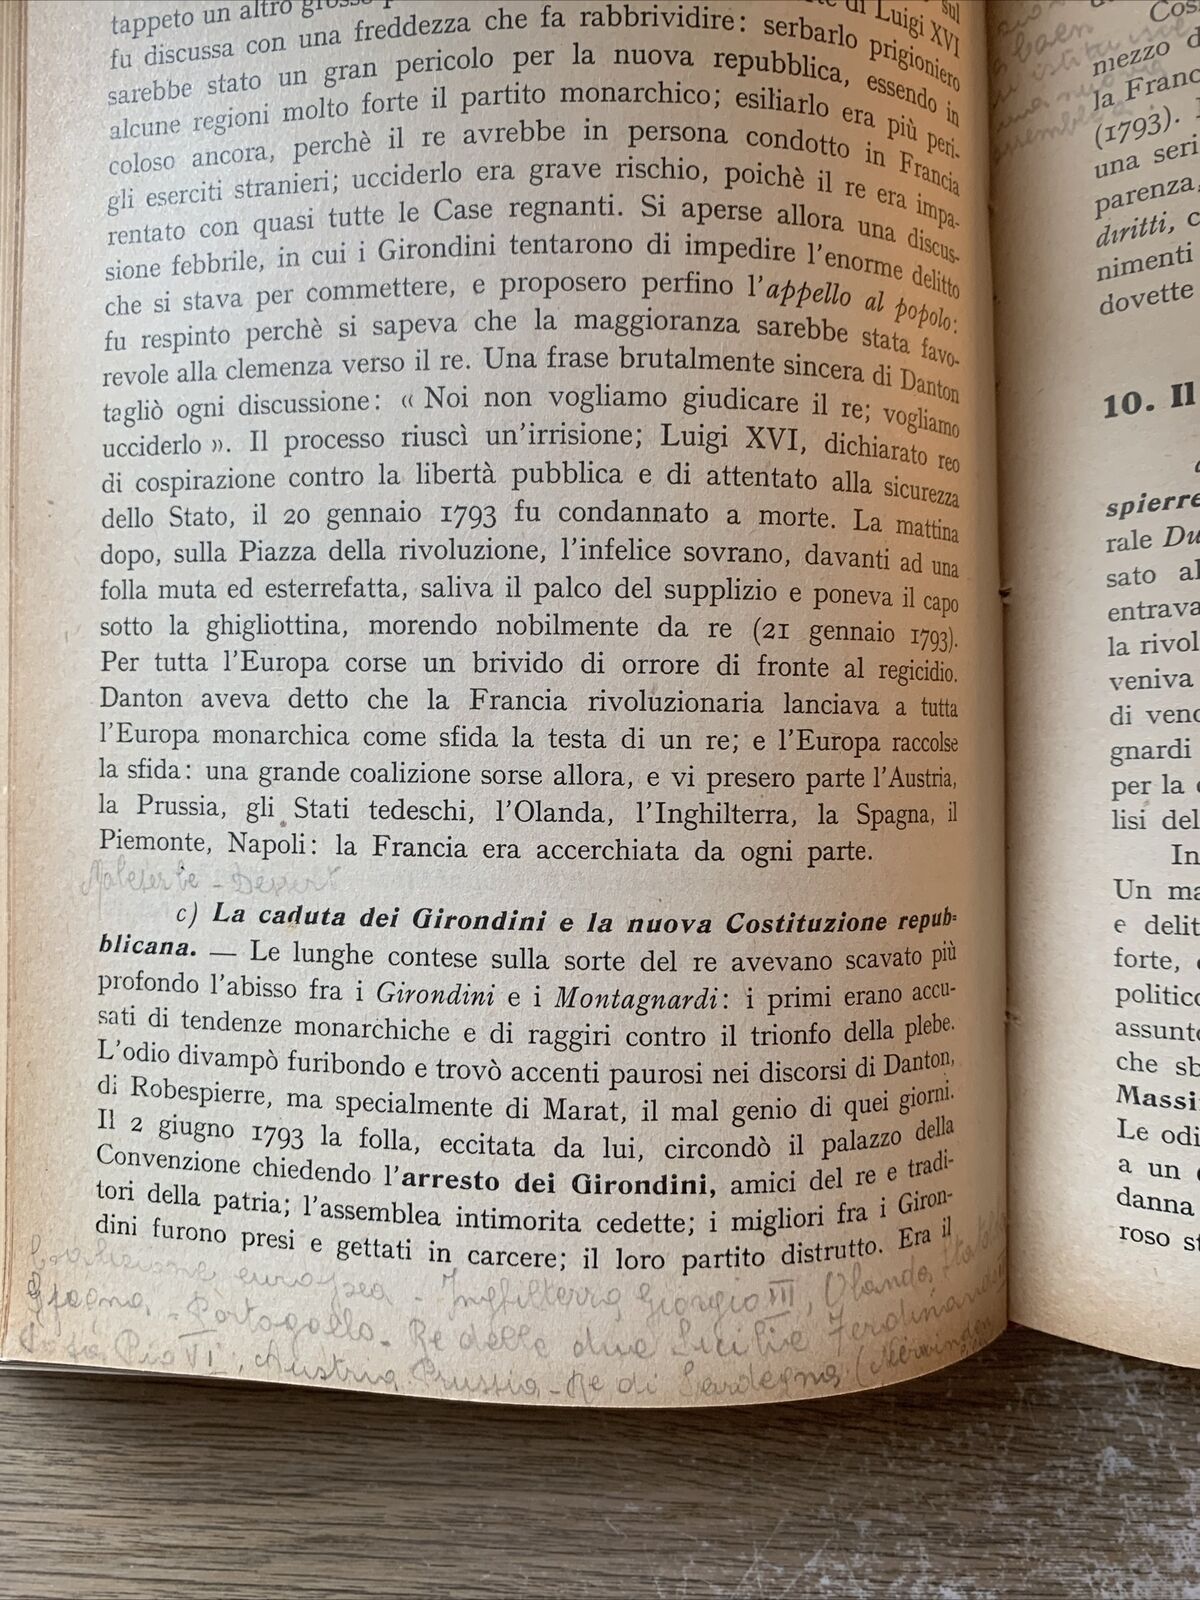 tappeto un altro
fu discussa con una freddezza che fa rabbrividire: serbarlo prigioniero
sarebbe stato un gran pericolo per la nuova repubblica, essendo in
alcune regioni molto forte il partito monarchico; esiliarlo era più peri-
coloso ancora, perchè il re avrebbe in persona condotto in Francia
gli eserciti stranieri; ucciderlo era grave rischio, poichè il re era impa-
rentato con quasi tutte le Case regnanti. Si aperse allora una discus-
sione febbrile, in cui i Girondini tentarono di impedire l'enorme delitto
che si stava per commettere, e proposero perfino l'appello al popolo:
fu respinto perchè si sapeva che la maggioranza sarebbe stata favo-
revole alla clemenza verso il re. Una frase brutalmente sincera di Danton
tagliò ogni discussione: « Noi non vogliamo giudicare il re; vogliamo
ucciderlo ». Il processo riuscì un'irrisione; Luigi XVI, dichiarato reo
di cospirazione contro la libertà pubblica e di attentato alla sicurezza
dello Stato, il 20 gennaio 1793 fu condannato a morte. La mattina
dopo, sulla Piazza della rivoluzione, l'infelice sovrano, davanti ad una
folla muta ed esterrefatta, saliva il palco del supplizio e poneva il capo
sotto la ghigliottina, morendo nobilmente da re (21 gennaio 1793).
Per tutta l'Europa corse un brivido di orrore di fronte al regicidio.
Danton aveva detto che la Francia rivoluzionaria lanciava a tutta
l'Europa monarchica come sfida la testa di un re; e l'Europa raccolse
la sfida: una grande coalizione sorse allora, e vi presero parte l'Austria,
la Prussia, gli Stati tedeschi, l'Olanda, l'Inghilterra, la Spagna, il
Piemonte, Napoli: la Francia era accerchiata da ogni parte.
c) La caduta dei Girondini e la nuova Costituzione repub-
blicana. — Le lunghe contese sulla sorte del re avevano scavato più
profondo l'abisso fra i Girondini e i Montagnardi: i primi erano accu-
sati di tendenze monarchiche e di raggiri contro il trionfo della plebe.
L'odio divampò furibondo e trovò accenti paurosi nei discorsi di Danton,
di Robespierre, ma specialmente di Marat, il mal genio di quei giorni.
Il 2 giugno 1793 la folla, eccitata da lui, circondò il palazzo della
Convenzione chiedendo l'arresto dei Girondini, amici del re e tradi-
tori della patria; l'assemblea intimorita cedette; i migliori fra i Giron-
dini furono presi e gettati in carcere; il loro partito distrutto. Era il
europea - Inghilterra Giorgio III, Olanda
Spagna - Portogallo - Re delle due Sicilie Ferdinando
Pio VI, Austria Prussia - Re di Sardegna
mezzo
la Franc
(1793).
una seri
parenza,
diritti, c
nimenti
dovette
10. Il
spierre
rale Du
sato al
entrava
la rivol
veniva
di venc
gnardi
per la
lisi del
In
Un ma
e delit
forte,
politico
assunto
che sb
Massi
Le odi
a un
danna
roso st